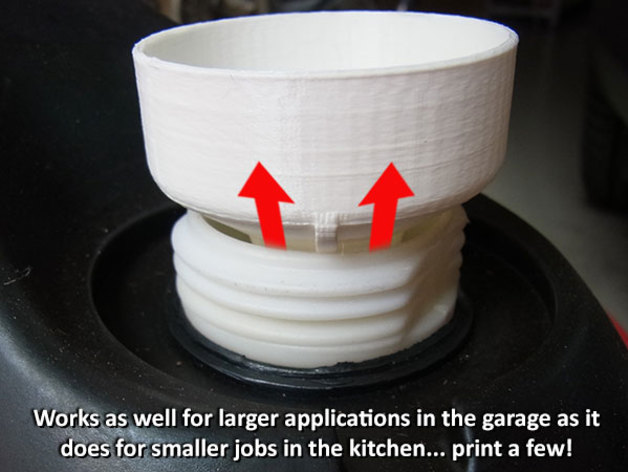 Works as well for larger applications in the garage as it
does for smaller jobs in the kitchen... print a few!